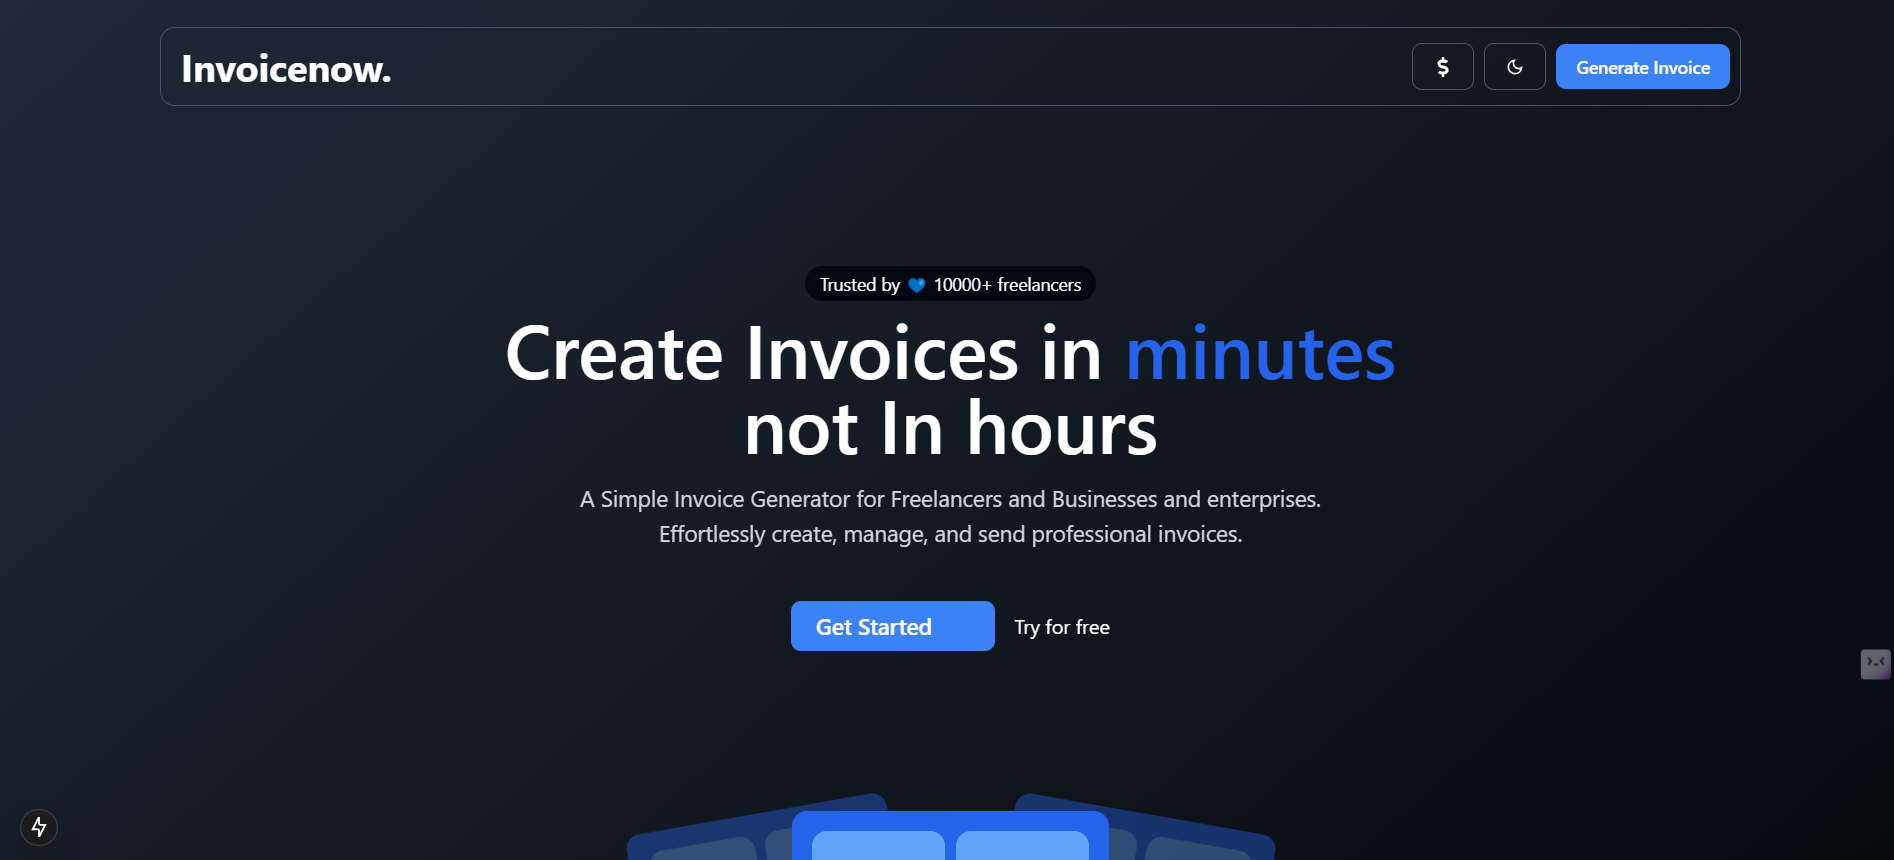 Invoicenow.
$
Generate Invoice
Trusted by 💙 10000+ freelancers
Create Invoices in minutes
not In hours
A Simple Invoice Generator for Freelancers and Businesses and enterprises.
Effortlessly create, manage, and send professional invoices.
Get Started
Try for free